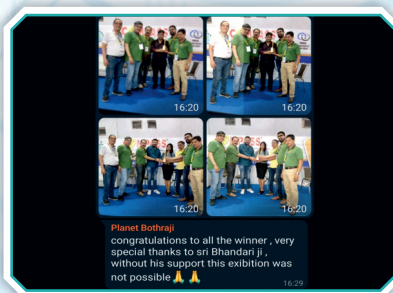 16:20
16:20
16:20
16:20
Planet Bothraji
congratulations to all the winner , very
special thanks to sri Bhandari ji ,
without his support this exibition was
not possible 🙏 🙏
16:29